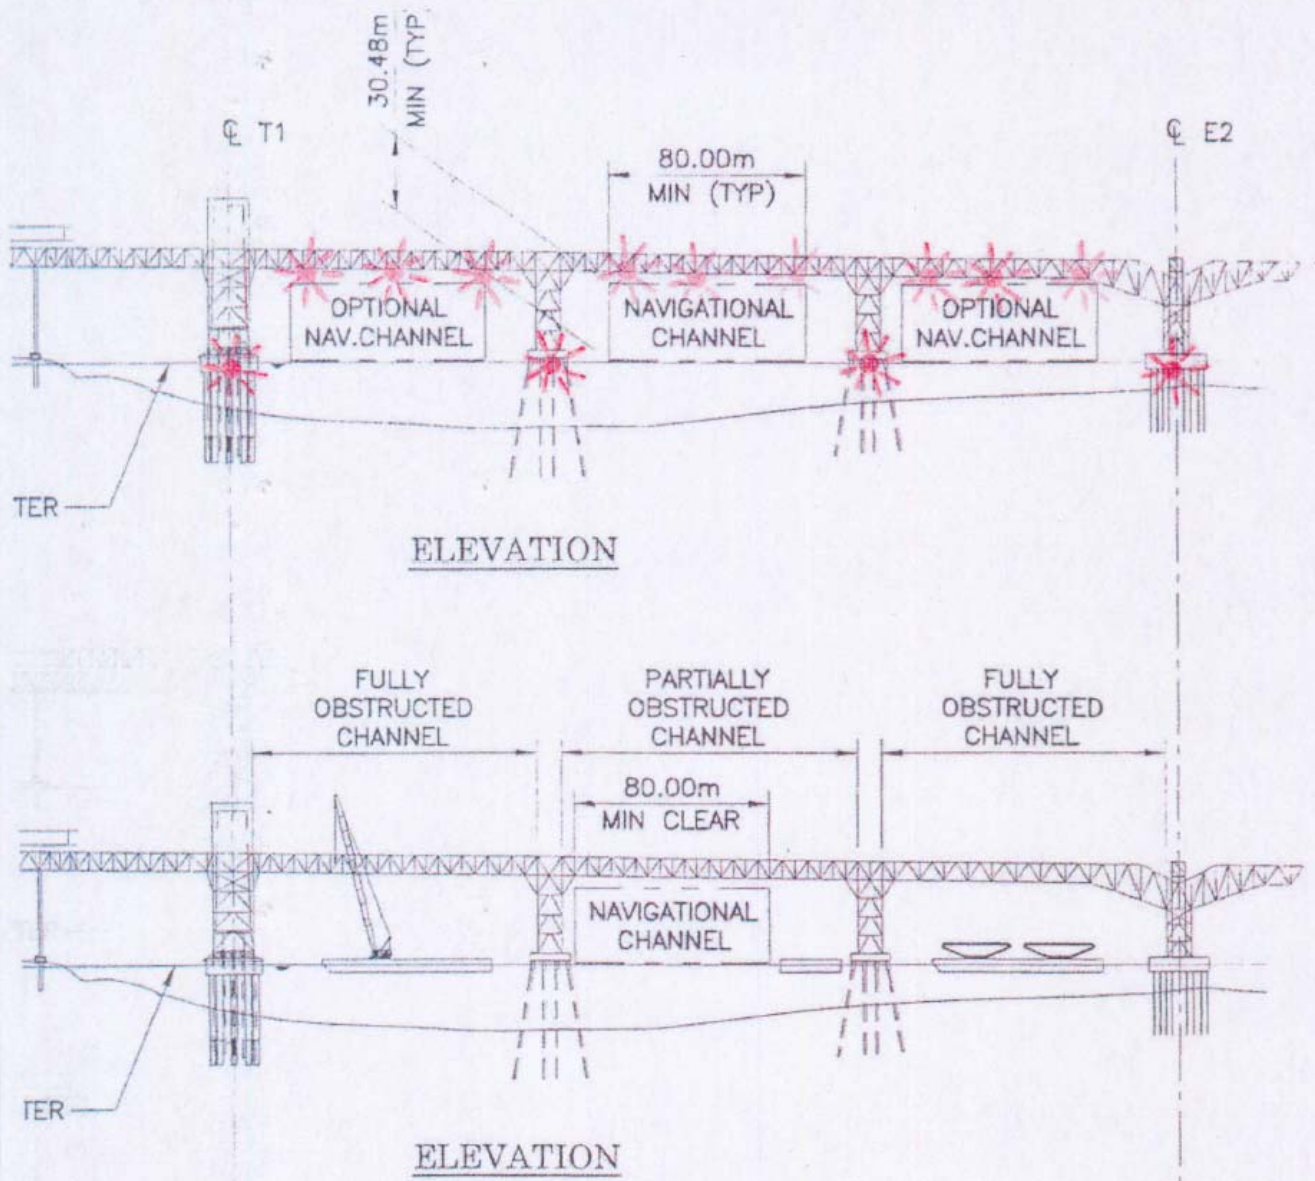 30.48m
MIN (TYP
℄ T1
℄ E2
80.00m
MIN (TYP)
OPTIONAL
NAV.CHANNEL
NAVIGATIONAL
CHANNEL
OPTIONAL
NAV.CHANNEL
TER
ELEVATION
FULLY
OBSTRUCTED
CHANNEL
PARTIALLY
OBSTRUCTED
CHANNEL
FULLY
OBSTRUCTED
CHANNEL
80.00m
MIN CLEAR
NAVIGATIONAL
CHANNEL
TER
ELEVATION